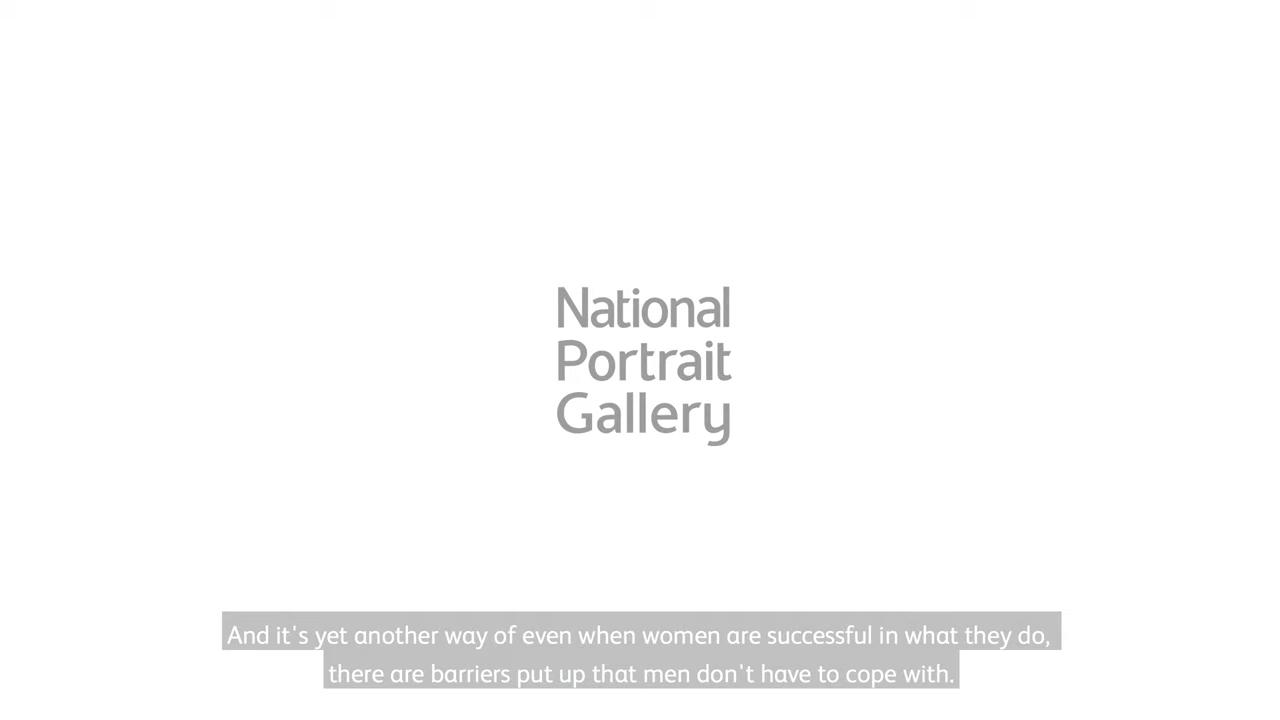 National
Portrait
Gallery
And it's yet another way of even when women are successful in what they do,
there are barriers put up that men don't have to cope with.